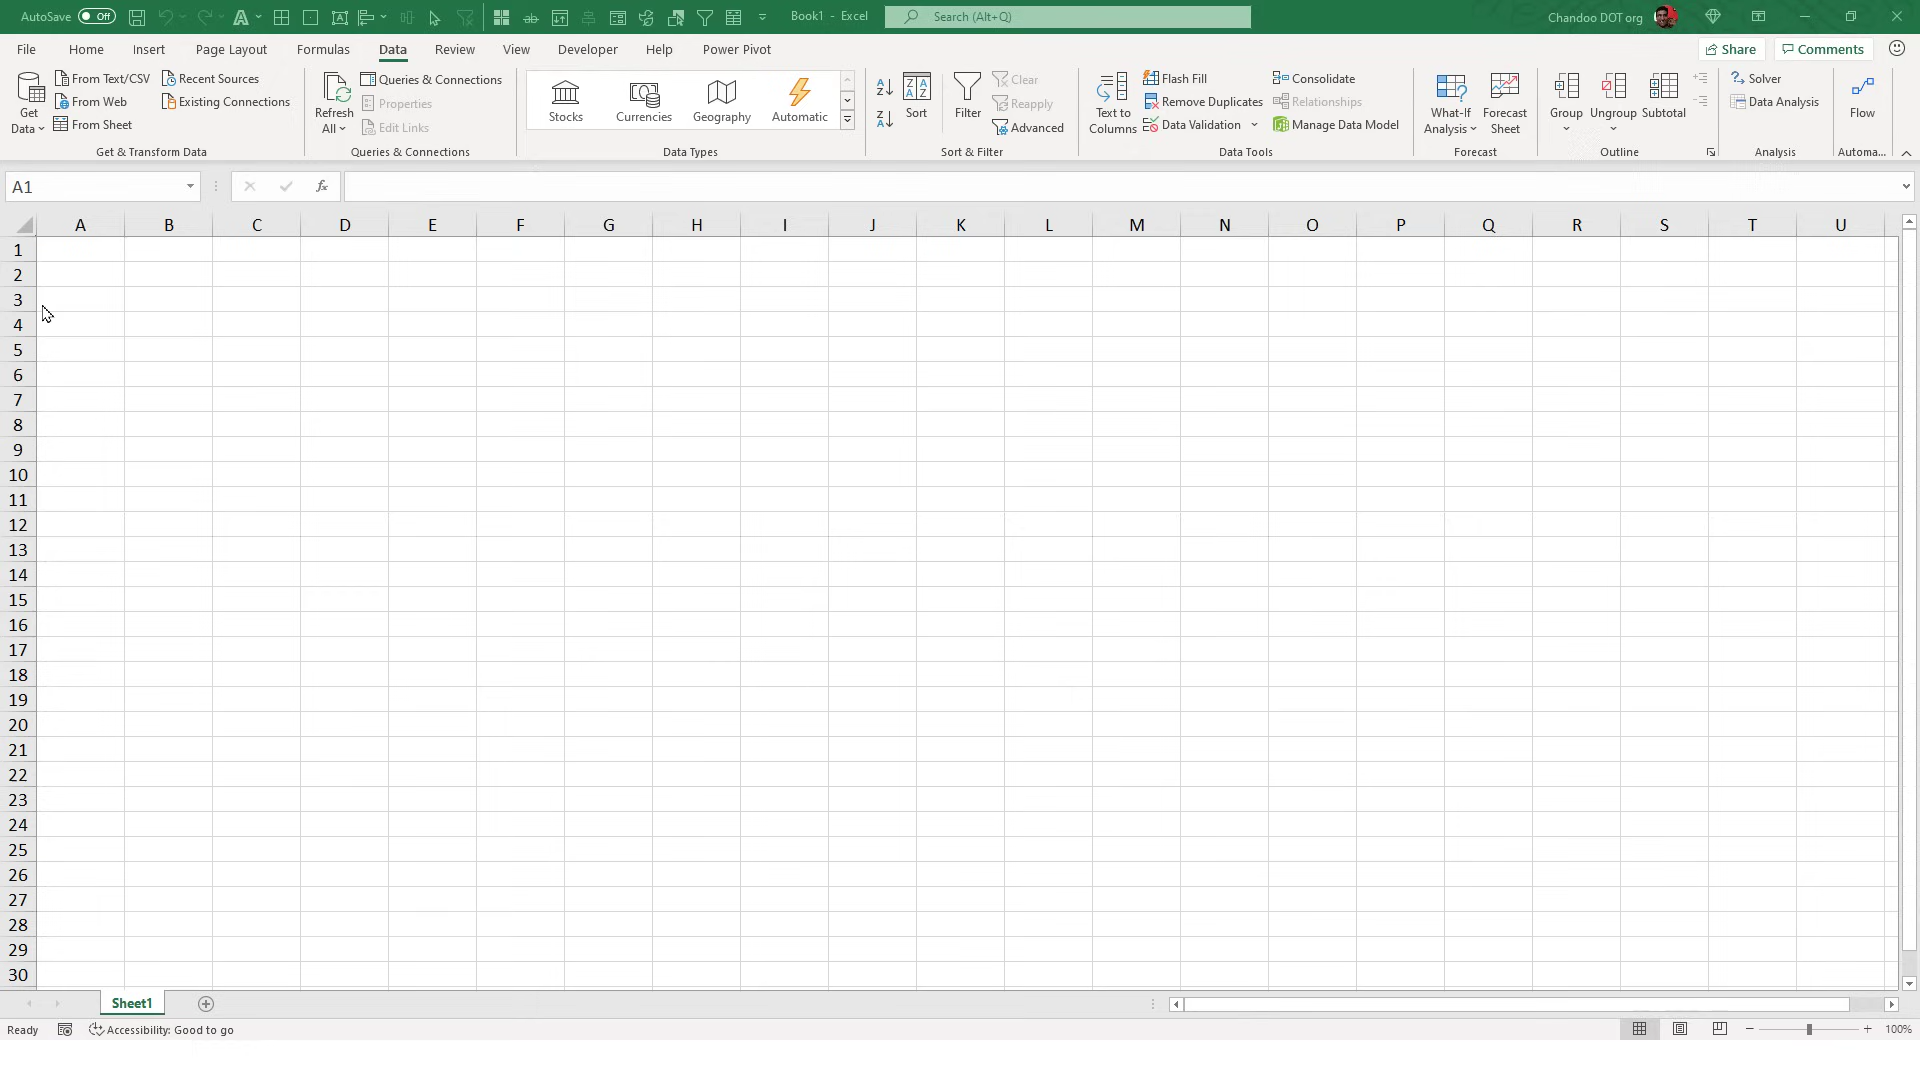 AutoSave Off Book1 - Excel Search (Alt+Q) Chandoo DOT org
File Home Insert Page Layout Formulas Data Review View Developer Help Power Pivot Share Comments
Get Data
From Text/CSV
From Web
From Sheet
Recent Sources
Existing Connections
Get & Transform Data
Refresh All
Queries & Connections
Properties
Edit Links
Queries & Connections
Stocks Currencies Geography Automatic
Data Types
Sort
Filter
Clear
Reapply
Advanced
Sort & Filter
Text to Columns
Flash Fill
Remove Duplicates
Data Validation
Consolidate
Relationships
Manage Data Model
Data Tools
What-If Analysis
Forecast Sheet
Forecast
Group
Ungroup
Subtotal
Outline
Solver
Data Analysis
Analysis
Flow
Automa...
A1 fx
A B C D E F G H I J K L M N O P Q R S T U
1
2
3
4
5
6
7
8
9
10
11
12
13
14
15
16
17
18
19
20
21
22
23
24
25
26
27
28
29
30
Sheet1
Ready Accessibility: Good to go 100%